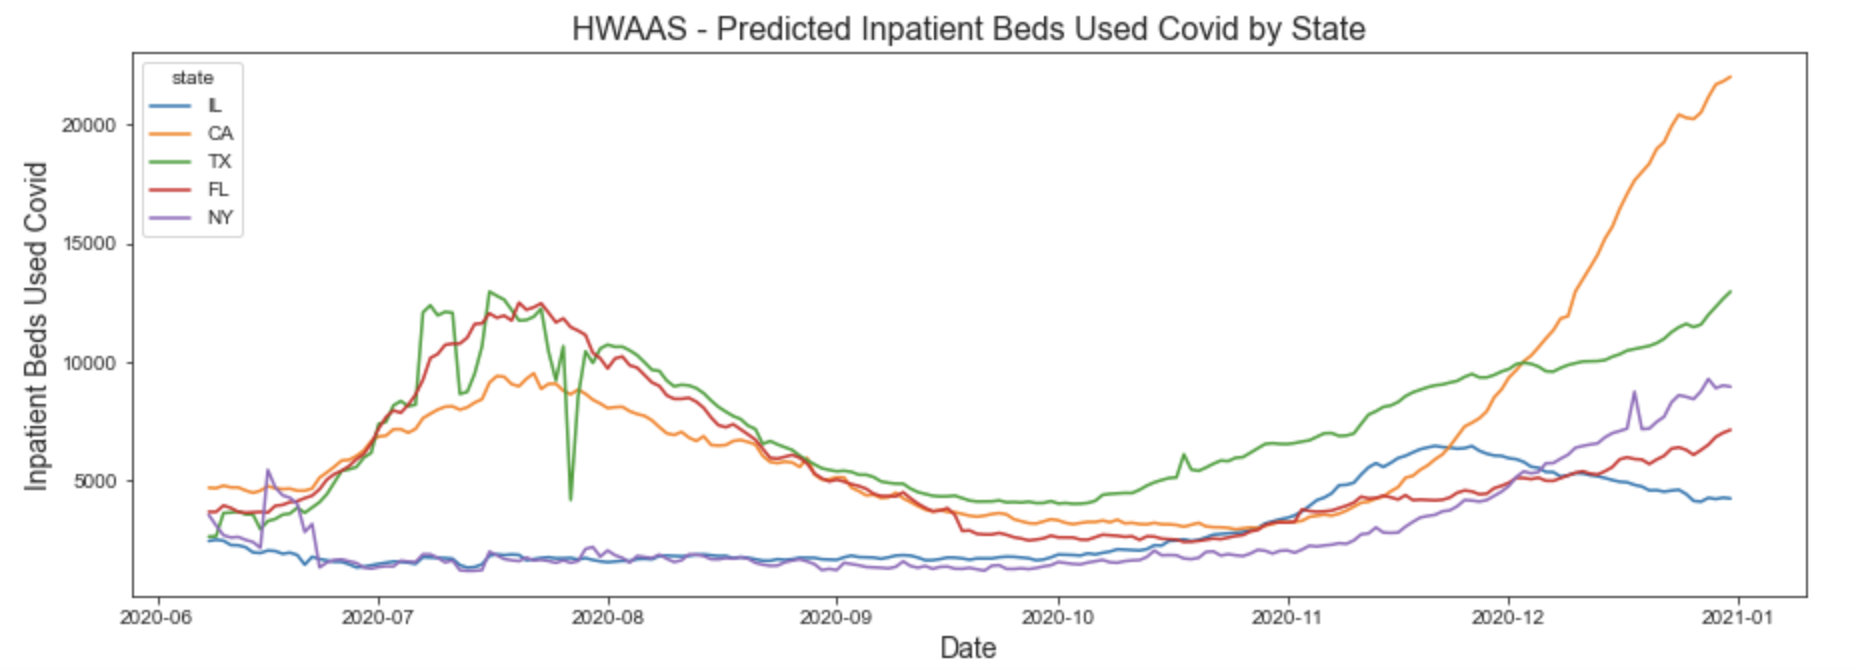 HWAAS - Predicted Inpatient Beds Used Covid by State
state
IL
CA
TX
FL
NY
Inpatient Beds Used Covid
20000
15000
10000
5000
2020-06 2020-07 2020-08 2020-09 2020-10 2020-11 2020-12 2021-01
Date